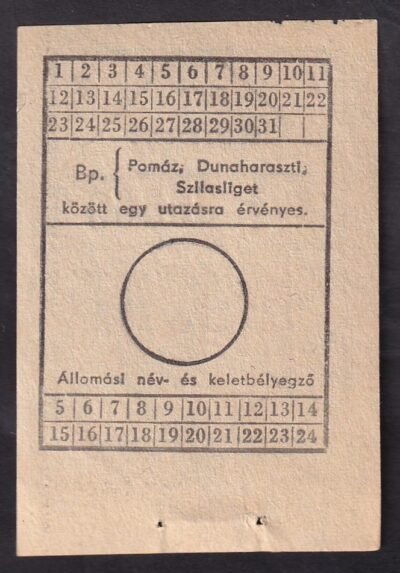 1 2 3 4 5 6 7 8 9 10 11
12 13 14 15 16 17 18 19 20 21 22
23 24 25 26 27 28 29 30 31
Bp. { Pomáz, Dunaharaszti,
Szilasliget
között egy utazásra érvényes.
Állomási név- és keletbélyegző
5 6 7 8 9 10 11 12 13 14
15 16 17 18 19 20 21 22 23 24